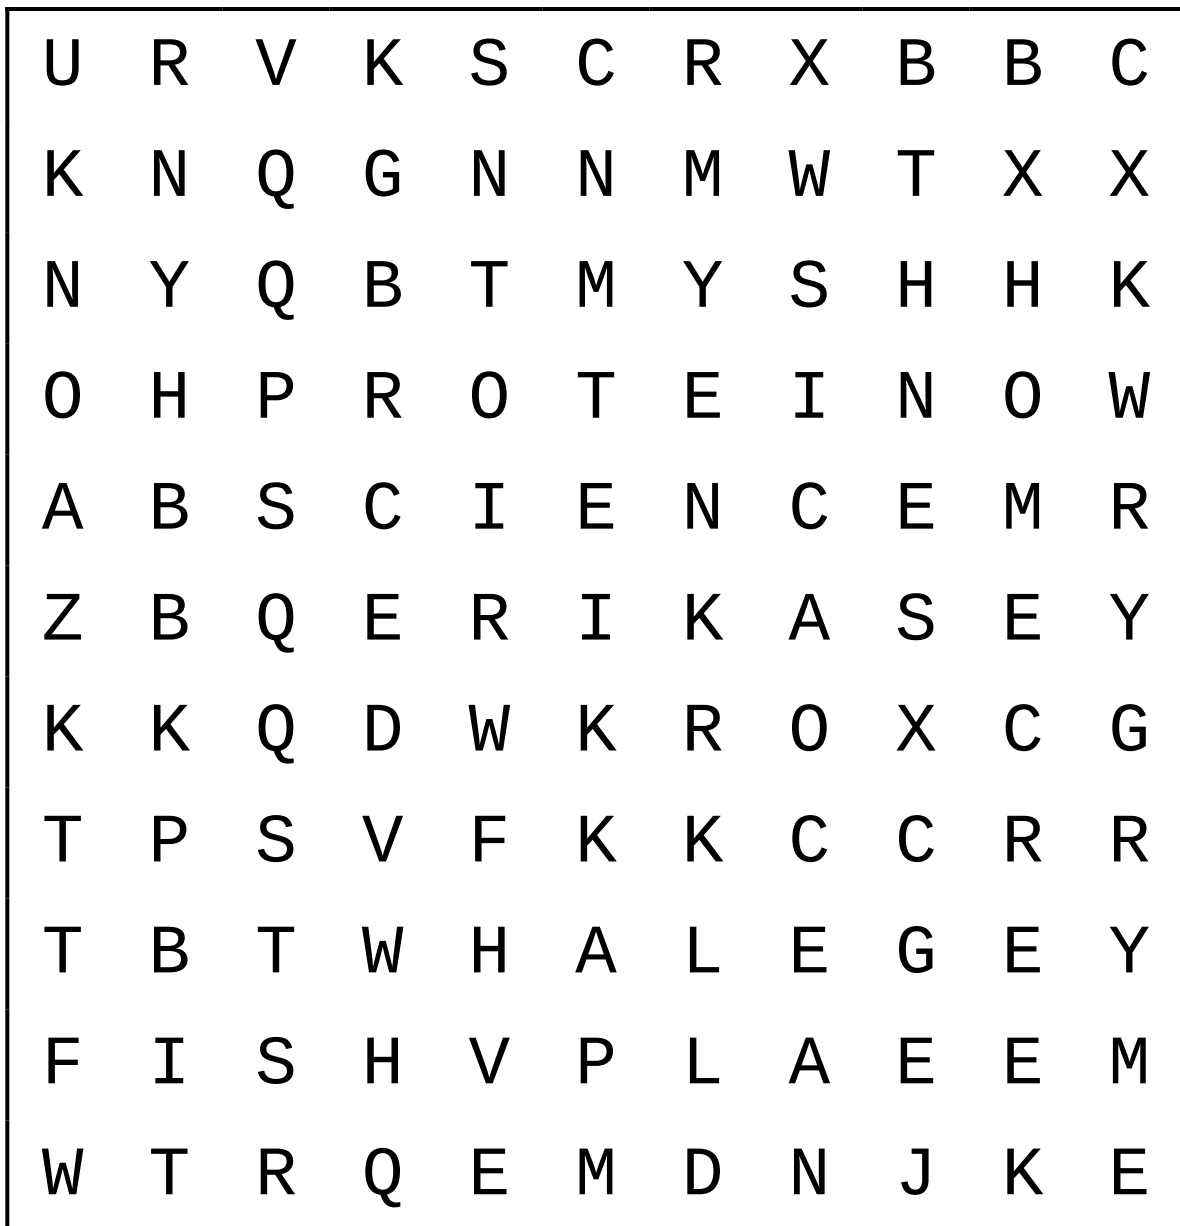 U R V K S C R X B B C
K N Q G N N M W T X X
N Y Q B T M Y S H H K
O H P R O T E I N O W
A B S C I E N C E M R
Z B Q E R I K A S E Y
K K Q D W K R O X C G
T P S V F K K C C R R
T B T W H A L E G E Y
F I S H V P L A E E M
W T R Q E M D N J K E